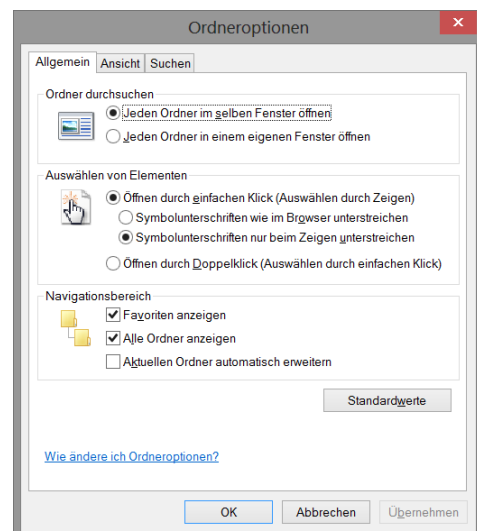 Ordneroptionen
Allgemein Ansicht Suchen
Ordner durchsuchen
Jeden Ordner im selben Fenster öffnen
Jeden Ordner in einem eigenen Fenster öffnen
Auswählen von Elementen
Öffnen durch einfachen Klick (Auswählen durch Zeigen)
Symbolunterschriften wie im Browser unterstreichen
Symbolunterschriften nur beim Zeigen unterstreichen
Öffnen durch Doppelklick (Auswählen durch einfachen Klick)
Navigationsbereich
Favoriten anzeigen
Alle Ordner anzeigen
Aktuellen Ordner automatisch erweitern
Standardwerte
Wie ändere ich Ordneroptionen?
OK Abbrechen Übernehmen